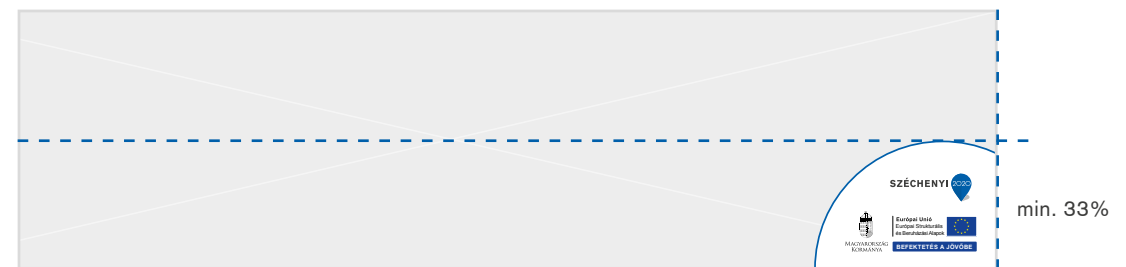 SZÉCHENYI 2020
min. 33%
Európai Unió
Európai Strukturális
és Beruházási Alapok
MAGYARORSZÁG
KORMÁNYA
BEFEKTETÉS A JÖVŐBE